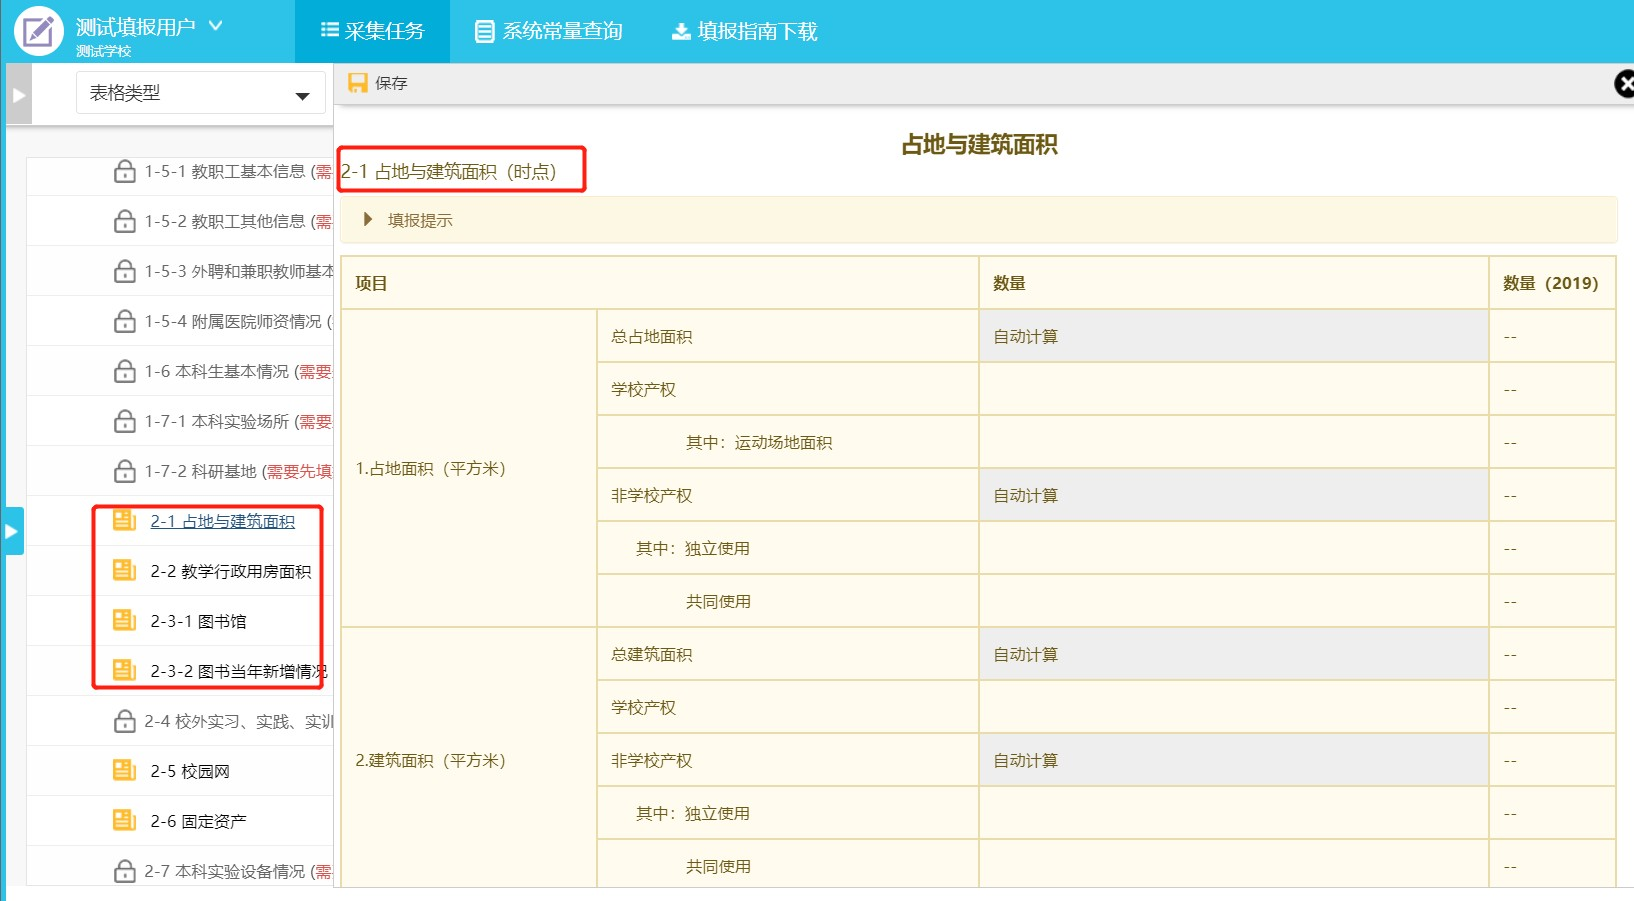 测试填报用户
测试学校
采集任务
系统常量查询
填报指南下载
表格类型
1-5-1 教职工基本信息 (需
1-5-2 教职工其他信息 (需
1-5-3 外聘和兼职教师基本
1-5-4 附属医院师资情况 (
1-6 本科生基本情况 (需要
1-7-1 本科实验场所 (需要
1-7-2 科研基地 (需要先填
2-1 占地与建筑面积
2-2 教学行政用房面积
2-3-1 图书馆
2-3-2 图书当年新增情况
2-4 校外实习、实践、实训
2-5 校园网
2-6 固定资产
2-7 本科实验设备情况 (需
保存
占地与建筑面积
2-1 占地与建筑面积（时点）
填报提示
项目 数量 数量（2019）
1.占地面积（平方米）
总占地面积 自动计算 --
学校产权 --
其中：运动场地面积 --
非学校产权 自动计算 --
其中：独立使用 --
共同使用 --
2.建筑面积（平方米）
总建筑面积 自动计算 --
学校产权 --
非学校产权 自动计算 --
其中：独立使用 --
共同使用 --